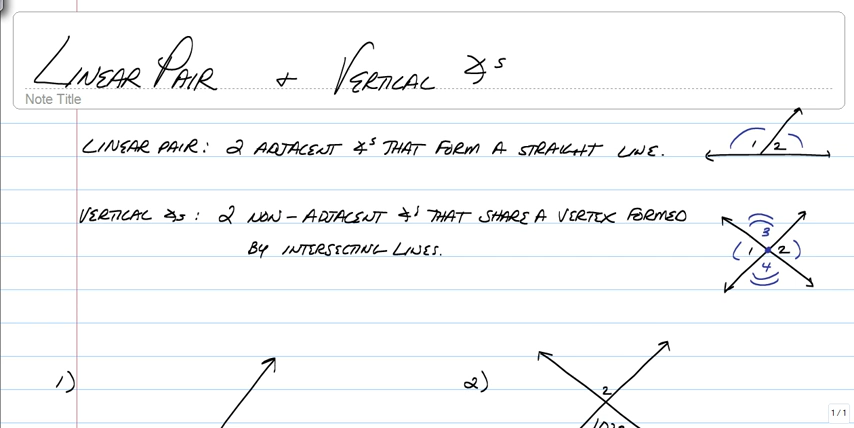 LINEAR PAIR + VERTICAL ∡s
Note Title
LINEAR PAIR: 2 ADJACENT ∡s THAT FORM A STRAIGHT LINE.
1 2
VERTICAL ∡s: 2 NON-ADJACENT ∡s THAT SHARE A VERTEX FORMED
BY INTERSECTING LINES.
3
1 2
4
1)
2)
2
1/1